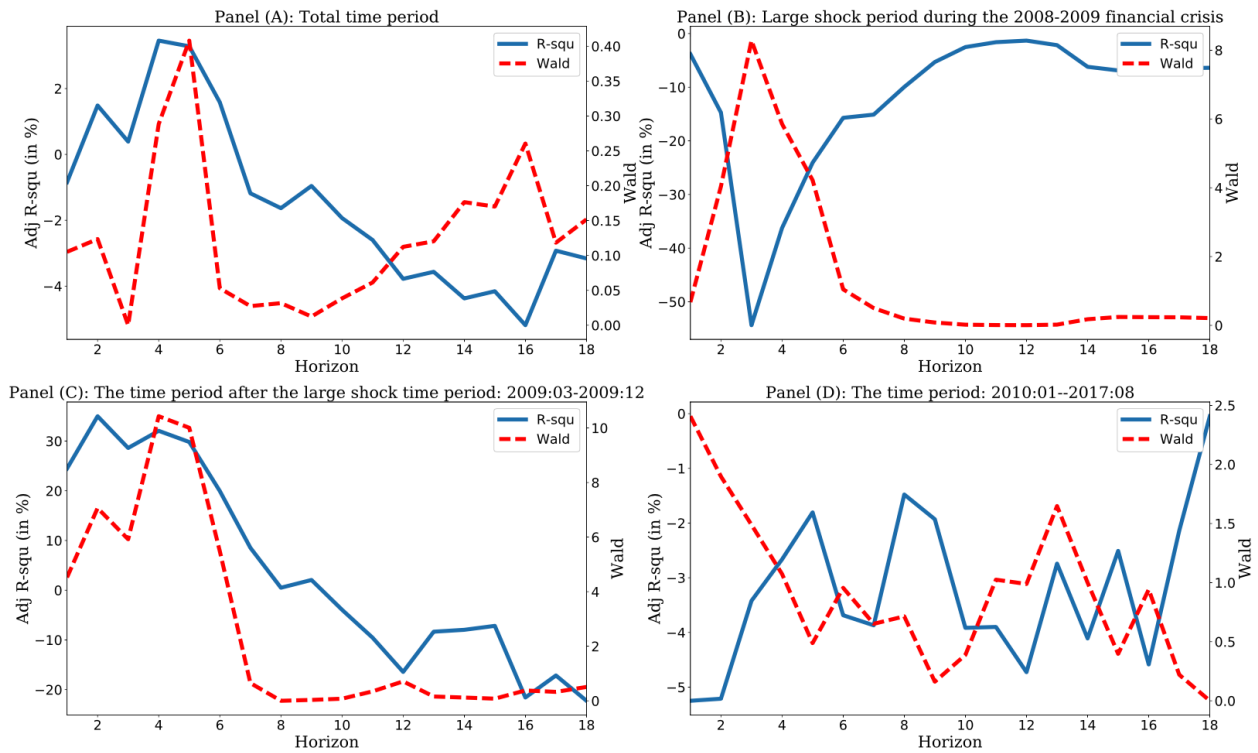 Panel (A): Total time period
R-squ
Wald
Adj R-squ (in %)
2
0
−2
−4
0.40
0.35
0.30
0.25
0.20
0.15
0.10
0.05
0.00
Wald
2 4 6 8 10 12 14 16 18
Horizon
Panel (B): Large shock period during the 2008-2009 financial crisis
R-squ
Wald
Adj R-squ (in %)
0
−10
−20
−30
−40
−50
8
6
4
2
0
Wald
2 4 6 8 10 12 14 16 18
Horizon
Panel (C): The time period after the large shock time period: 2009:03-2009:12
R-squ
Wald
Adj R-squ (in %)
30
20
10
0
−10
−20
10
8
6
4
2
0
Wald
2 4 6 8 10 12 14 16 18
Horizon
Panel (D): The time period: 2010:01--2017:08
R-squ
Wald
Adj R-squ (in %)
0
−1
−2
−3
−4
−5
2.5
2.0
1.5
1.0
0.5
0.0
Wald
2 4 6 8 10 12 14 16 18
Horizon